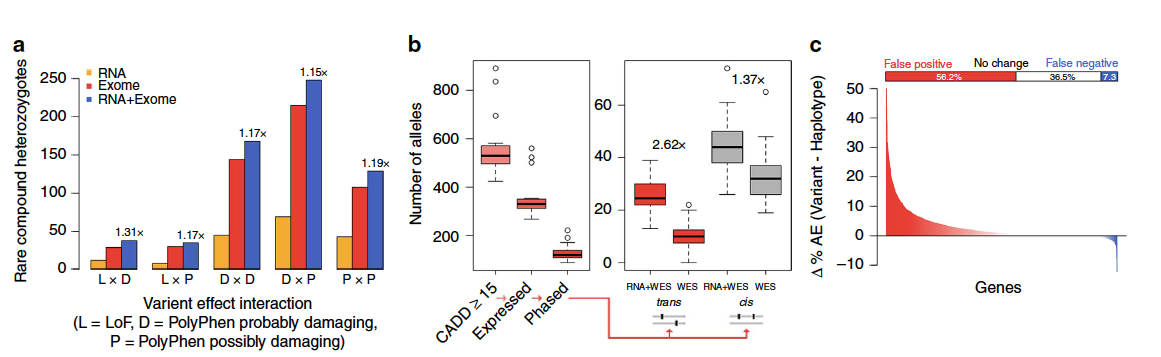 a
Rare compound heterozygotes
250
200
150
100
50
0
RNA
Exome
RNA+Exome
1.31×
1.17×
1.17×
1.15×
1.19×
L × D
L × P
D × D
D × P
P × P
Varient effect interaction
(L = LoF, D = PolyPhen probably damaging,
P = PolyPhen possibly damaging)
b
Number of alleles
800
600
400
200
CADD ≥ 15
Expressed
Phased
60
40
20
0
2.62×
1.37×
RNA+WES WES RNA+WES WES
trans
cis
c
Δ % AE (Variant - Haplotype)
False positive
No change
False negative
56.2%
36.5%
7.3
50
40
30
20
10
0
−10
Genes